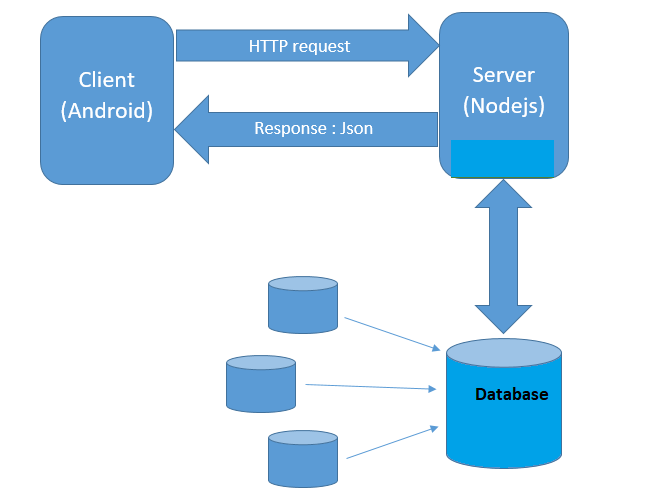 Client
(Android)
HTTP request
Server
(Nodejs)
Response : Json
Database